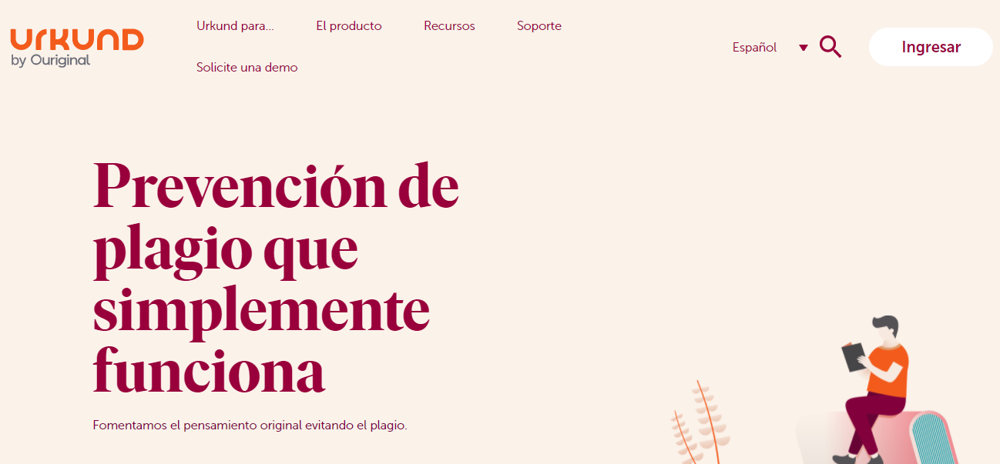 urkund
by Ouriginal
Urkund para...
El producto
Recursos
Soporte
Solicite una demo
Español
Ingresar
Prevención de
plagio que
simplemente
funciona
Fomentamos el pensamiento original evitando el plagio.